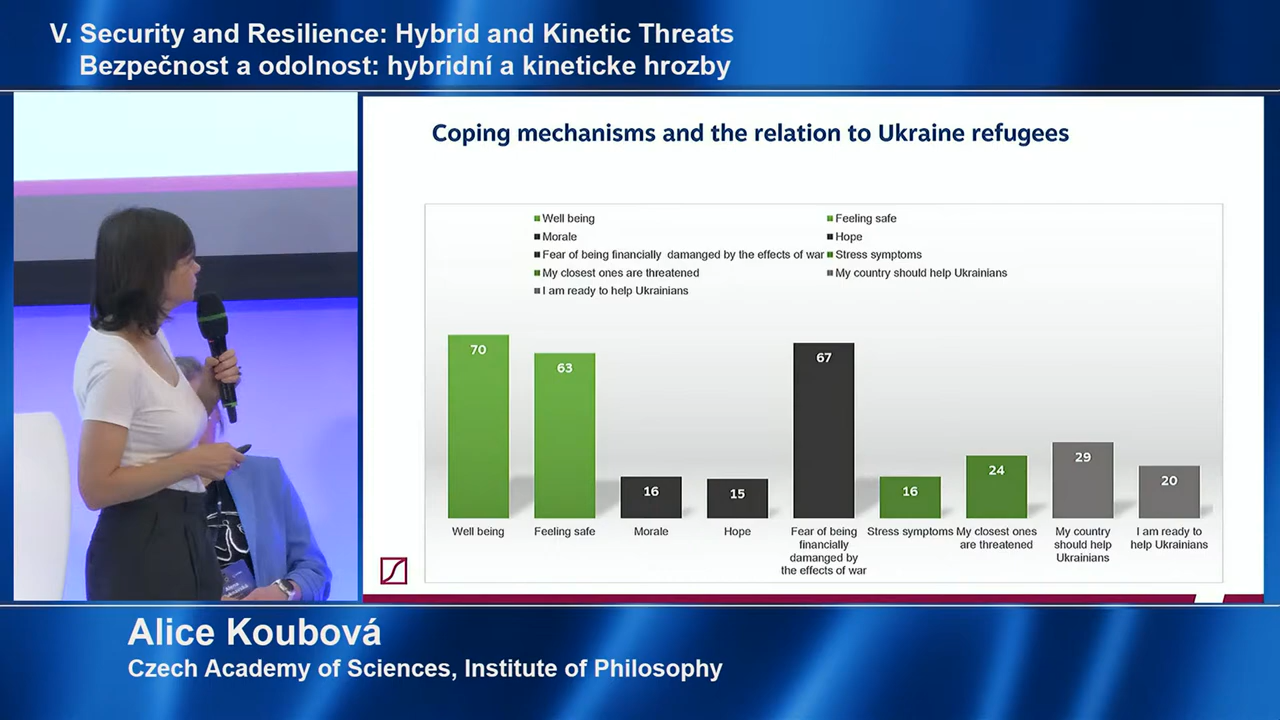 V. Security and Resilience: Hybrid and Kinetic Threats
Bezpečnost a odolnost: hybridní a kineticke hrozby
Coping mechanisms and the relation to Ukraine refugees
Well being
Feeling safe
Morale
Hope
Fear of being financially damanged by the effects of war
Stress symptoms
My closest ones are threatened
My country should help Ukrainians
I am ready to help Ukrainians
70
63
16
15
67
16
24
29
20
Well being
Feeling safe
Morale
Hope
Fear of being
financially
damanged by
the effects of war
Stress symptoms
My closest ones
are threatened
My country
should help
Ukrainians
I am ready to
help Ukrainians
Alice Koubová
Czech Academy of Sciences, Institute of Philosophy